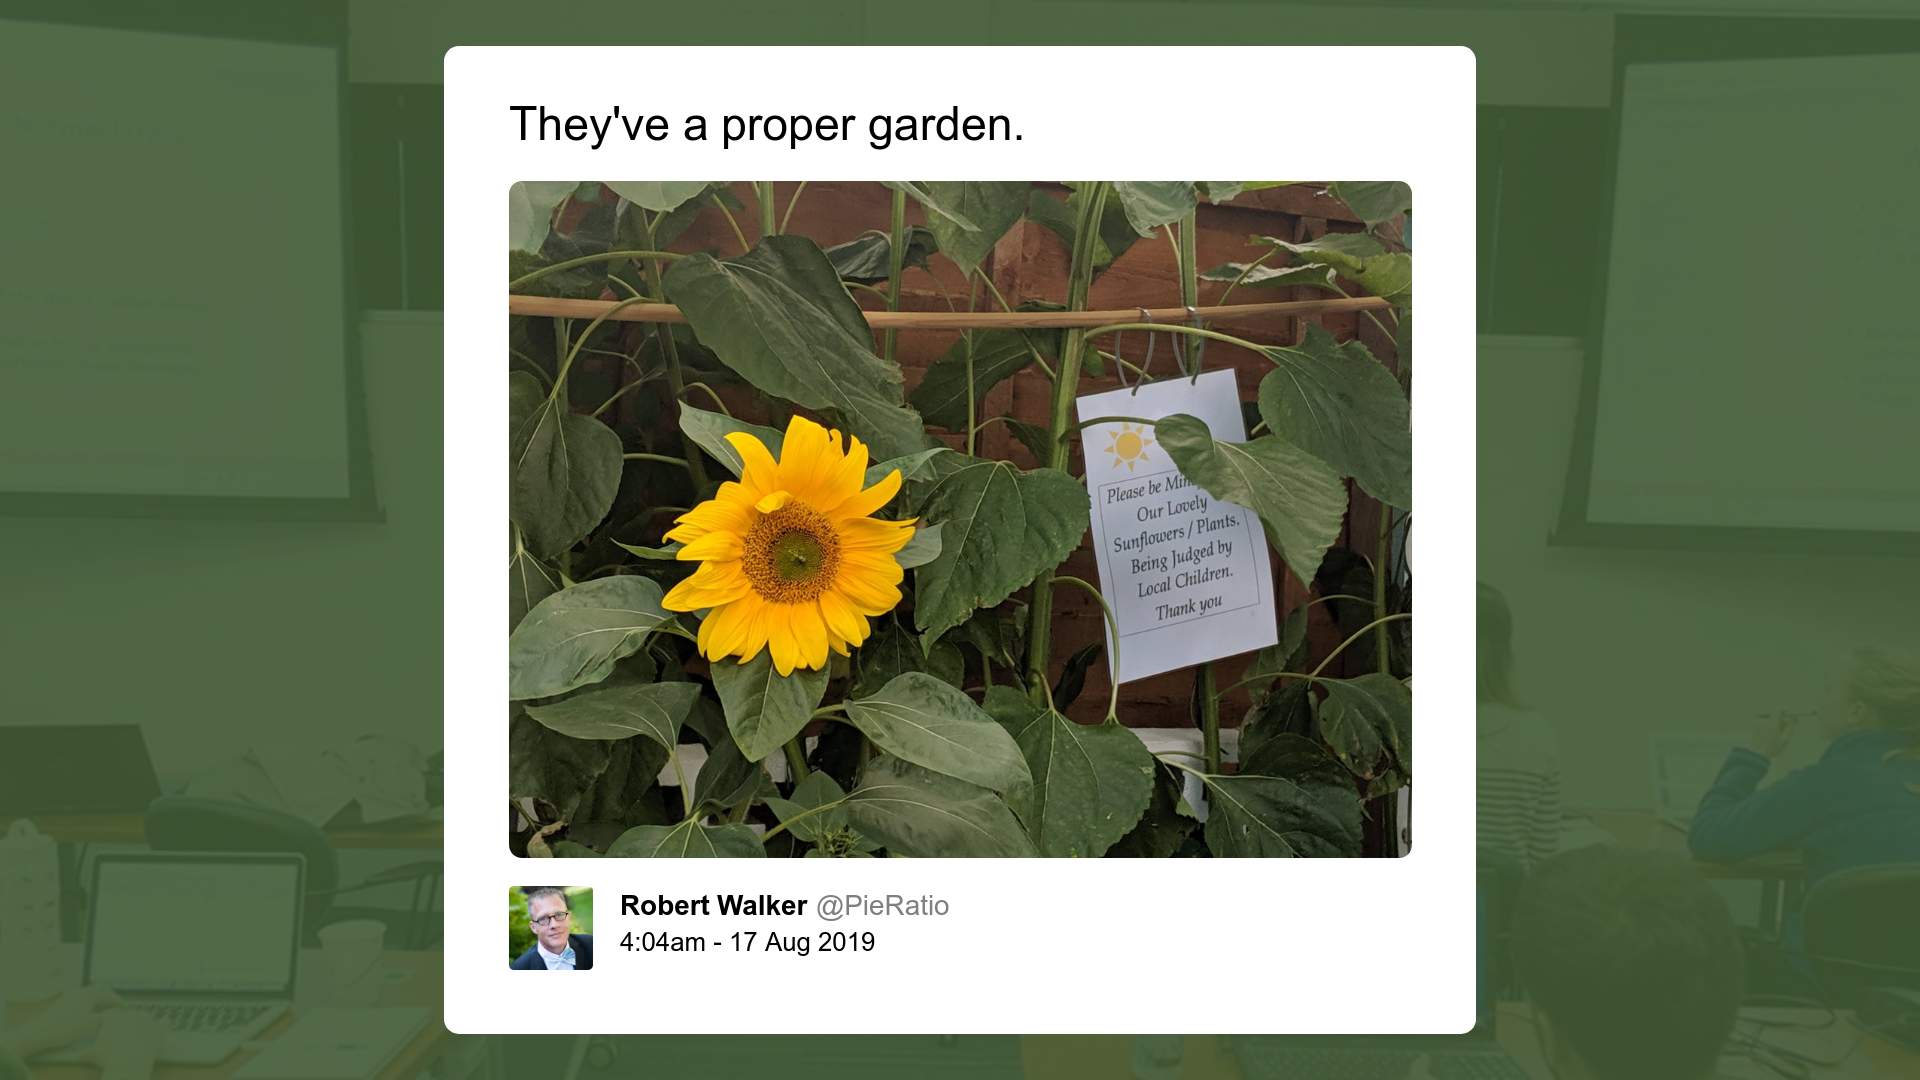 They've a proper garden.
Please be
Our Lovely
Sunflowers / Plants.
Being Judged by
Local Children.
Thank you
Robert Walker @PieRatio
4:04am - 17 Aug 2019